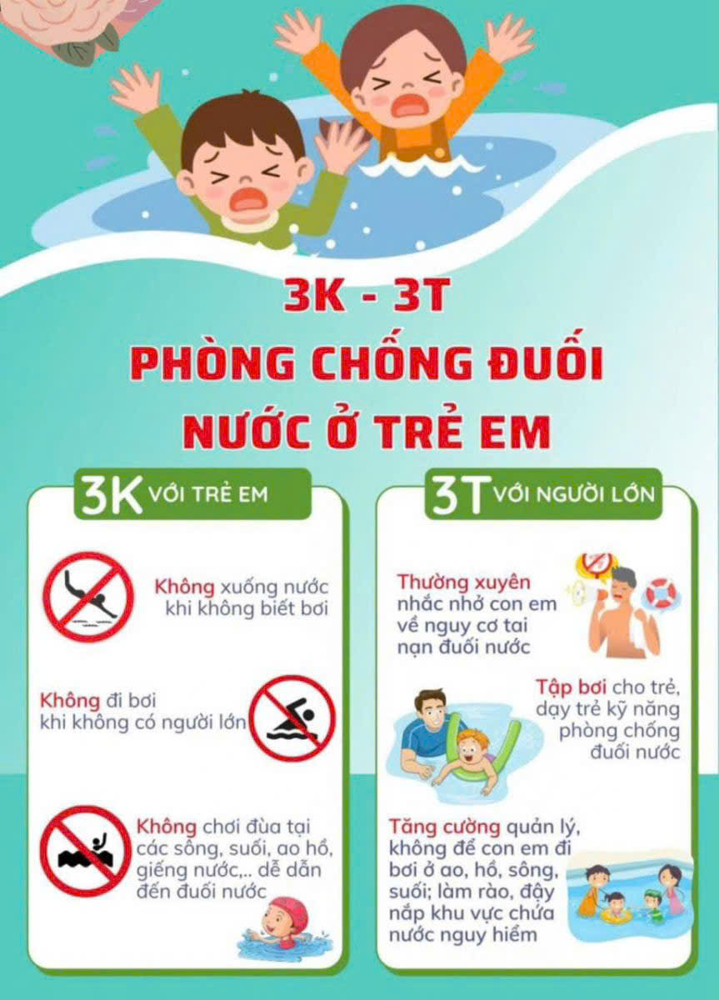 3K - 3T
PHÒNG CHỐNG ĐUỐI
NƯỚC Ở TRẺ EM
3K VỚI TRẺ EM
Không xuống nước
khi không biết bơi
Không đi bơi
khi không có người lớn
Không chơi đùa tại
các sông, suối, ao hồ,
giếng nước,.. dễ dẫn
đến đuối nước
3T VỚI NGƯỜI LỚN
Thường xuyên
nhắc nhở con em
về nguy cơ tai
nạn đuối nước
Tập bơi cho trẻ,
dạy trẻ kỹ năng
phòng chống
đuối nước
Tăng cường quản lý,
không để con em đi
bơi ở ao, hồ, sông,
suối; làm rào, đậy
nắp khu vực chứa
nước nguy hiểm